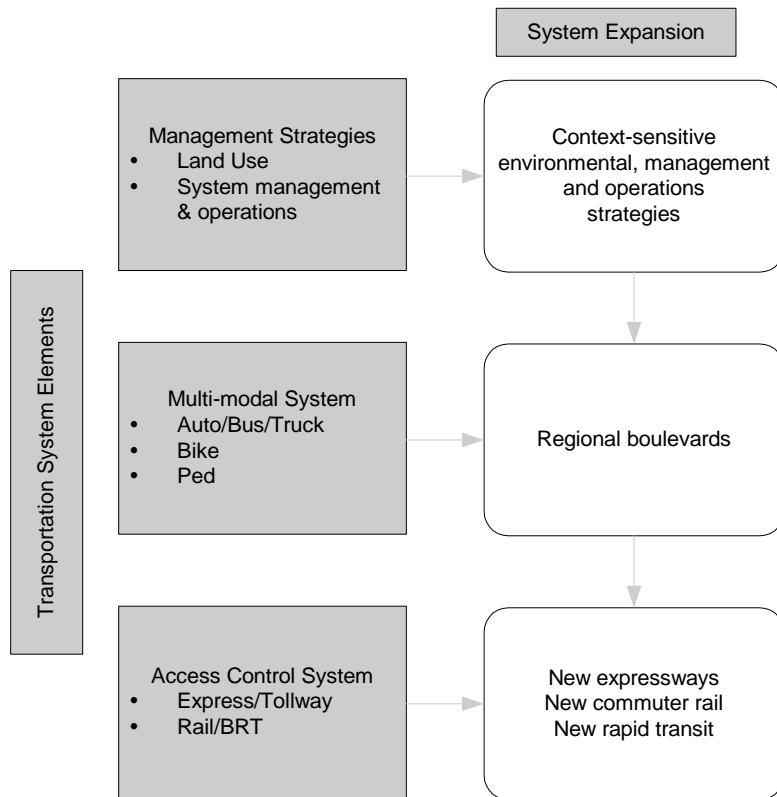 System Expansion
Management Strategies
• Land Use
• System management
& operations
Context-sensitive
environmental, management
and operations
strategies
Transportation System Elements
Multi-modal System
• Auto/Bus/Truck
• Bike
• Ped
Regional boulevards
Access Control System
• Express/Tollway
• Rail/BRT
New expressways
New commuter rail
New rapid transit